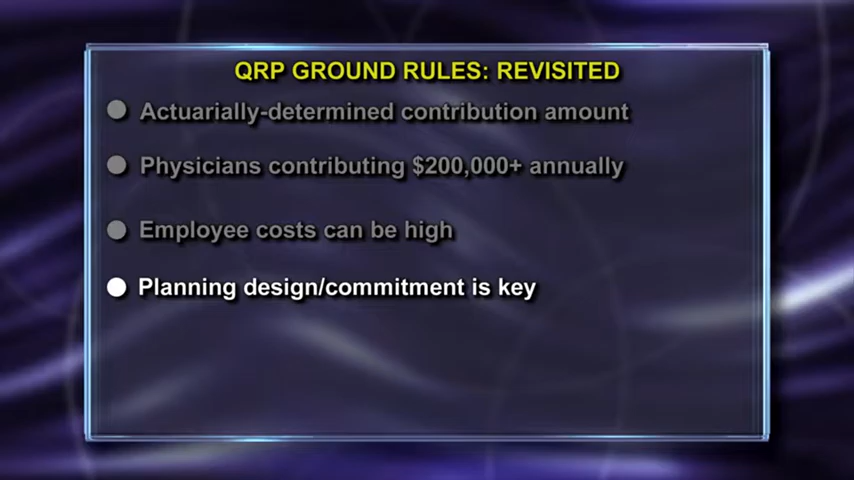 QRP GROUND RULES: REVISITED
Actuarially-determined contribution amount
Physicians contributing $200,000+ annually
Employee costs can be high
Planning design/commitment is key